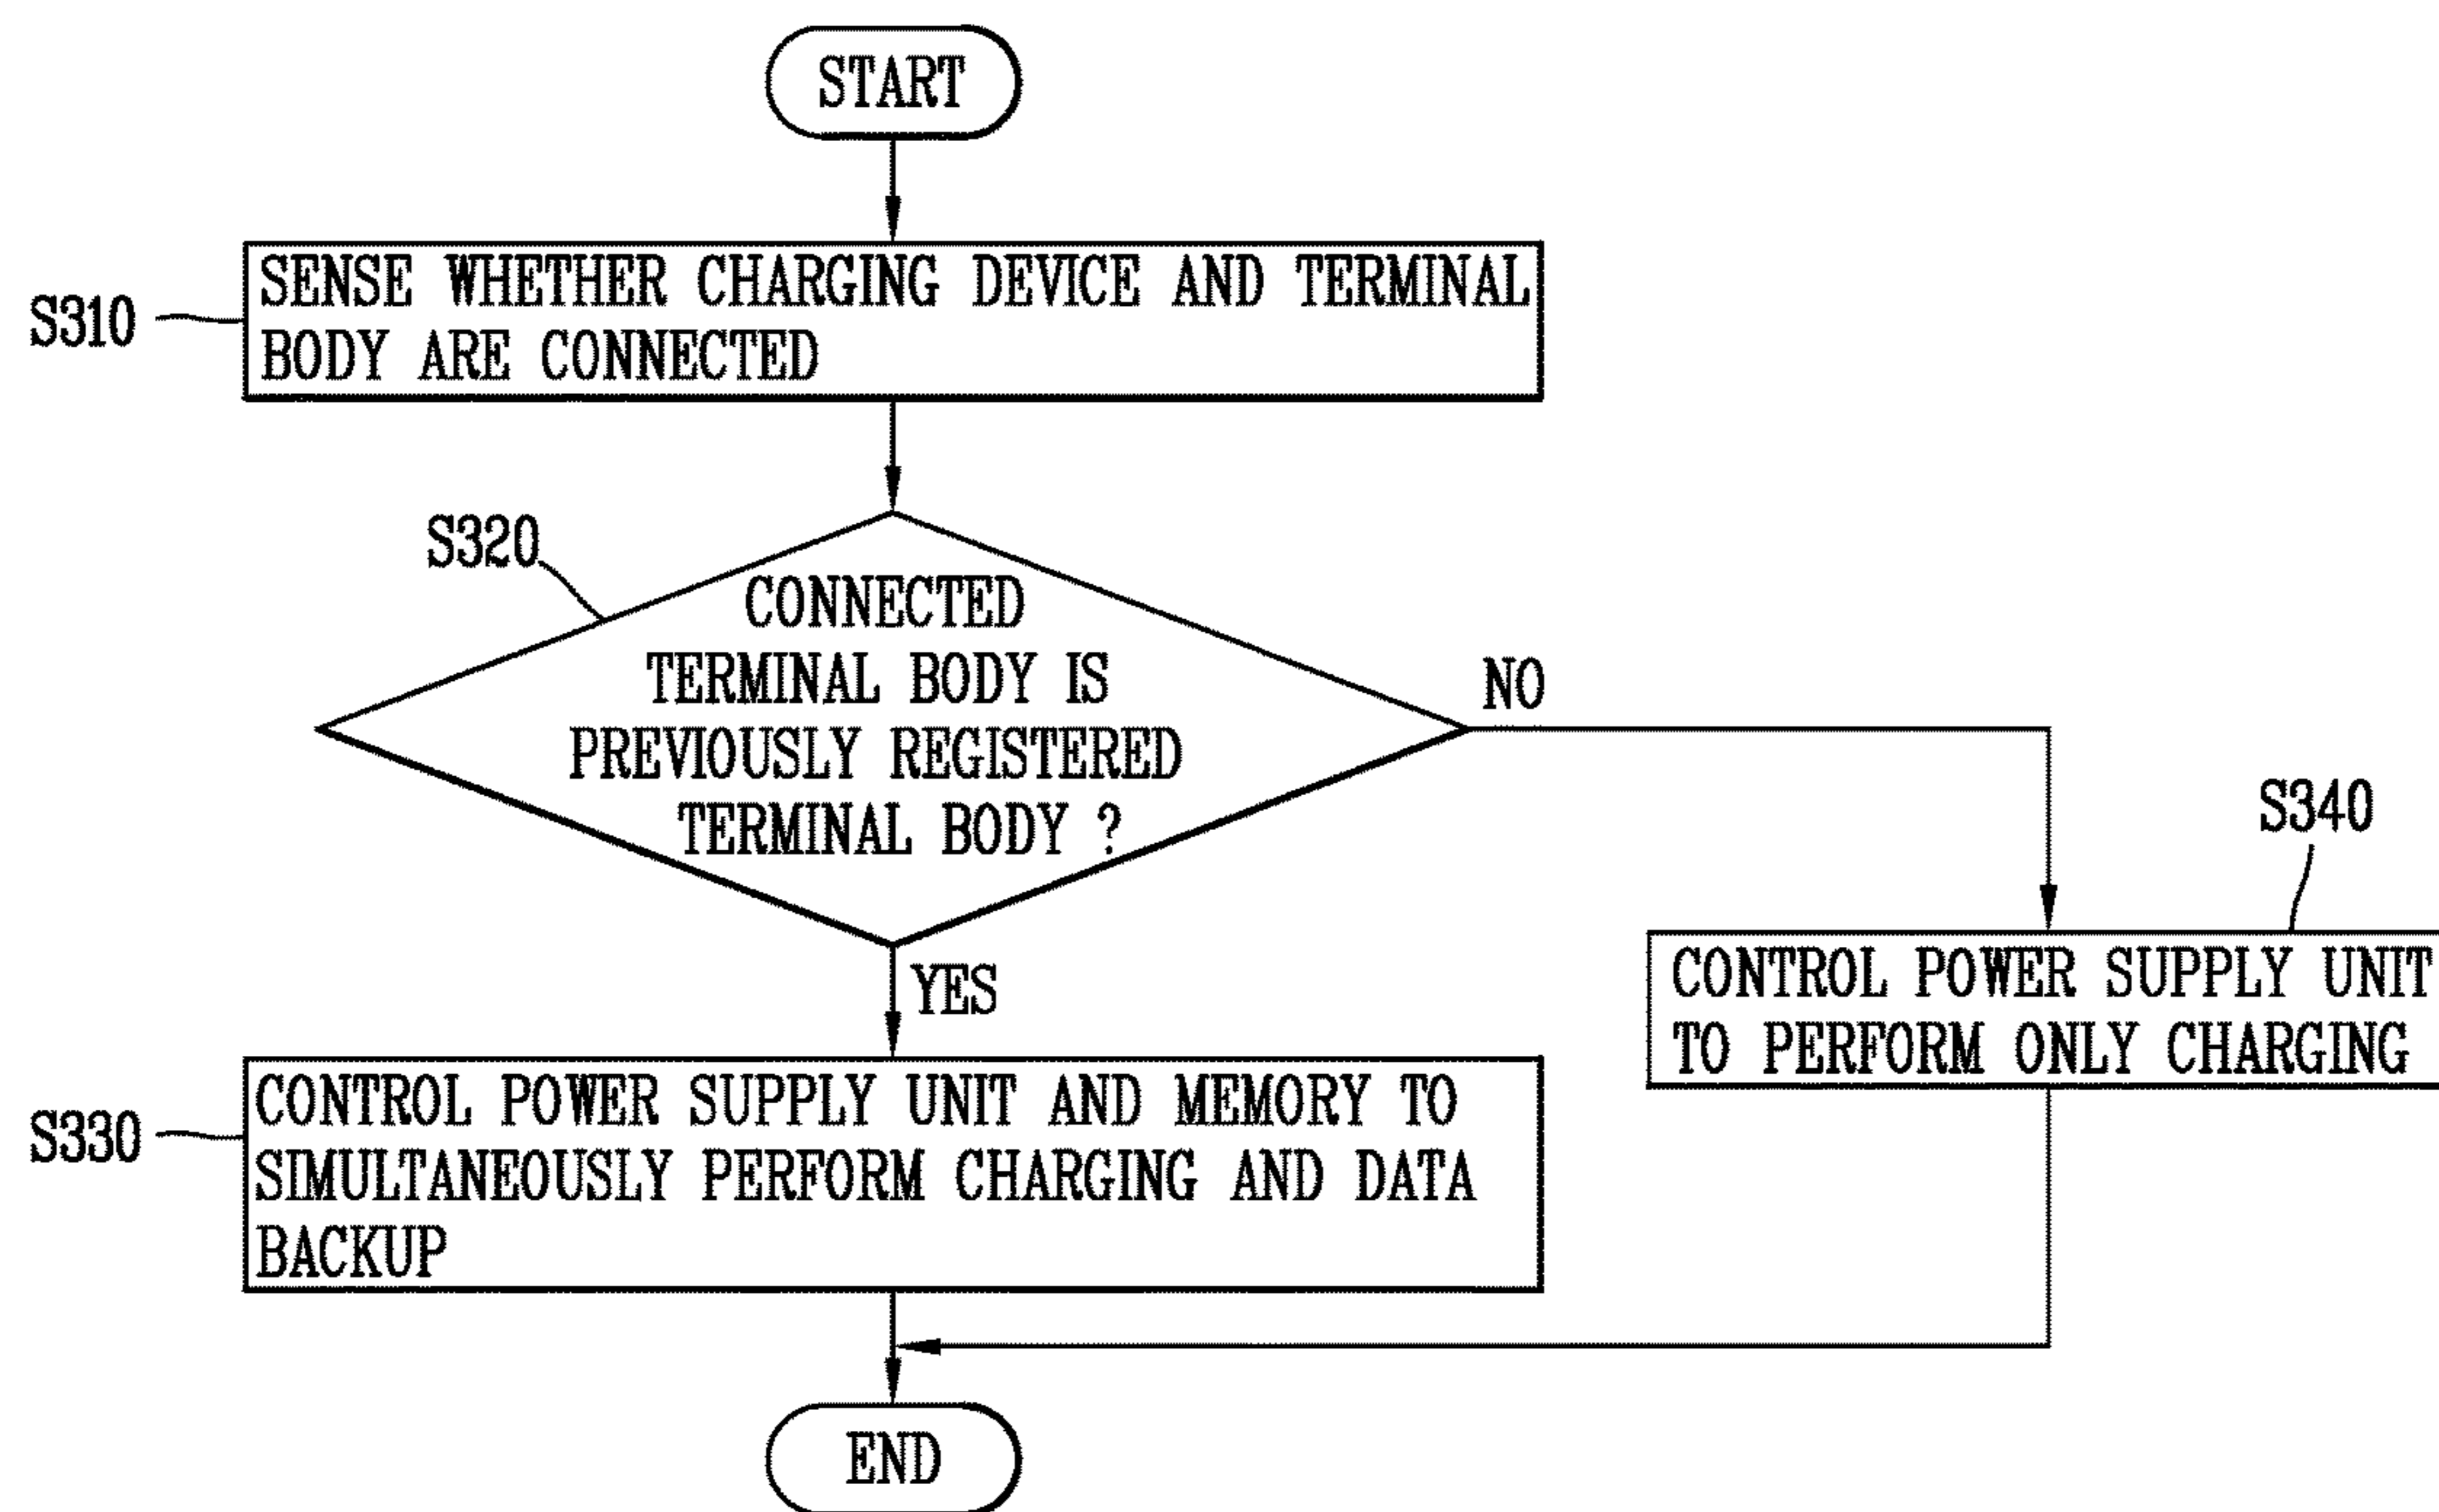 START
S310
SENSE WHETHER CHARGING DEVICE AND TERMINAL
BODY ARE CONNECTED
S320
CONNECTED
TERMINAL BODY IS
PREVIOUSLY REGISTERED
TERMINAL BODY ?
NO
S340
CONTROL POWER SUPPLY UNIT
TO PERFORM ONLY CHARGING
YES
S330
CONTROL POWER SUPPLY UNIT AND MEMORY TO
SIMULTANEOUSLY PERFORM CHARGING AND DATA
BACKUP
END